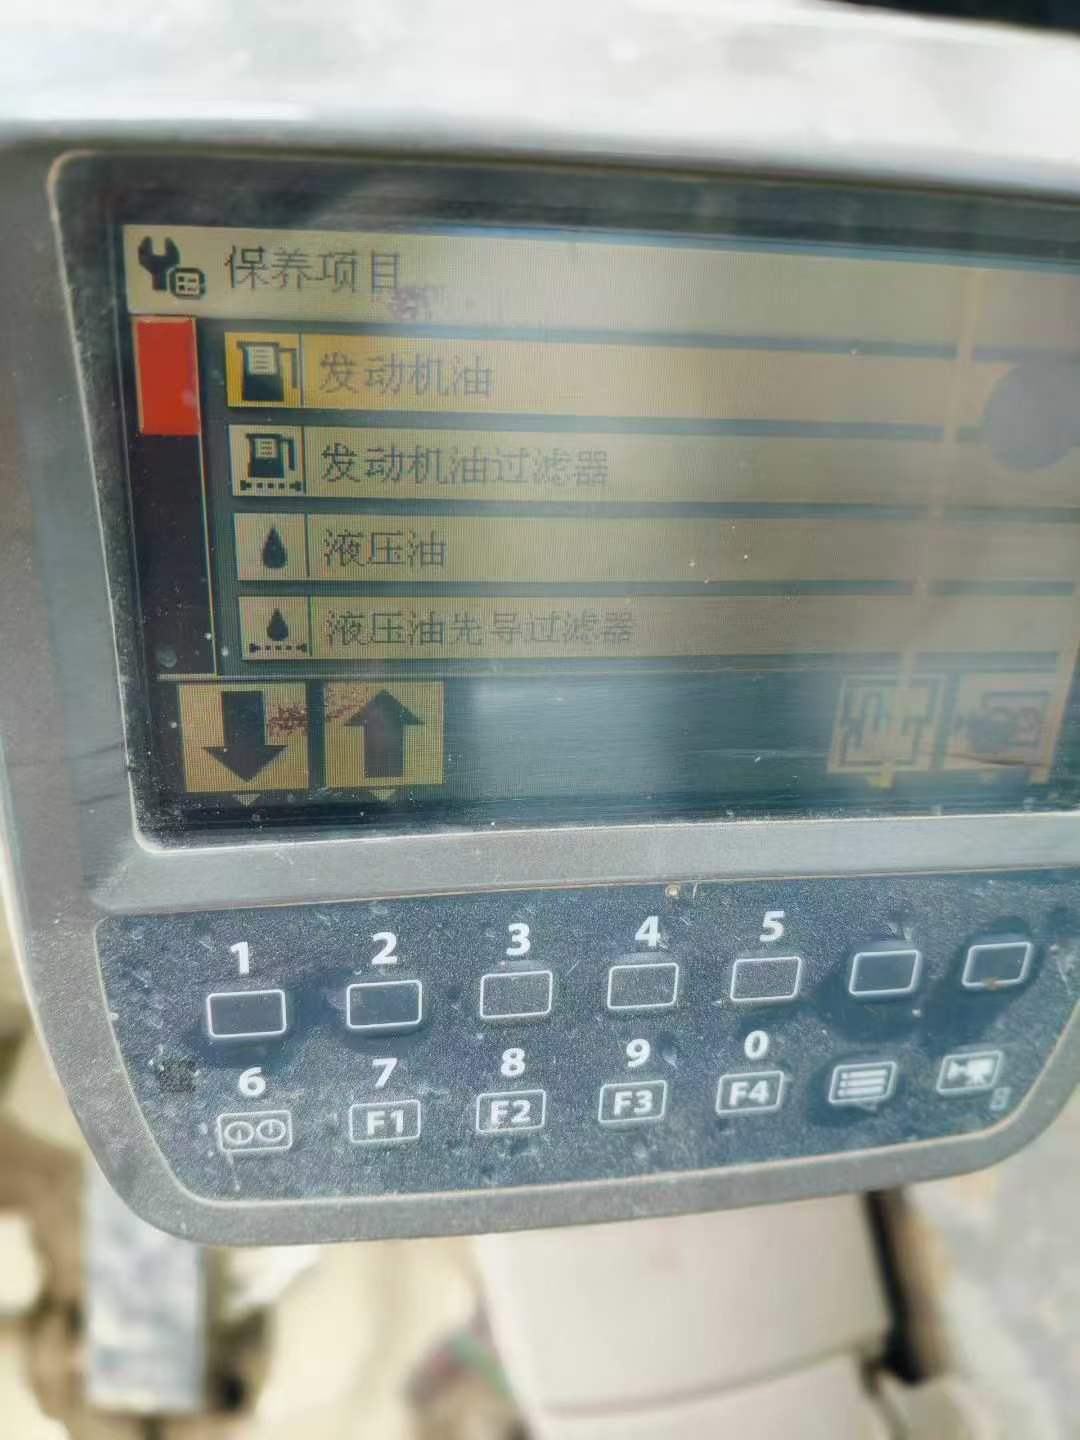 保养项目
发动机油
发动机油过滤器
液压油
液压油先导过滤器
1 2 3 4 5
6 7 8 9 0
F1 F2 F3 F4